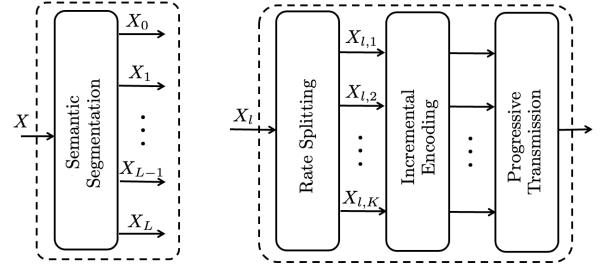 X
Semantic
Segmentation
X_0
X_1
X_{L-1}
X_L
X_l
Rate Splitting
X_{l,1}
X_{l,2}
X_{l,K}
Incremental
Encoding
Progressive
Transmission